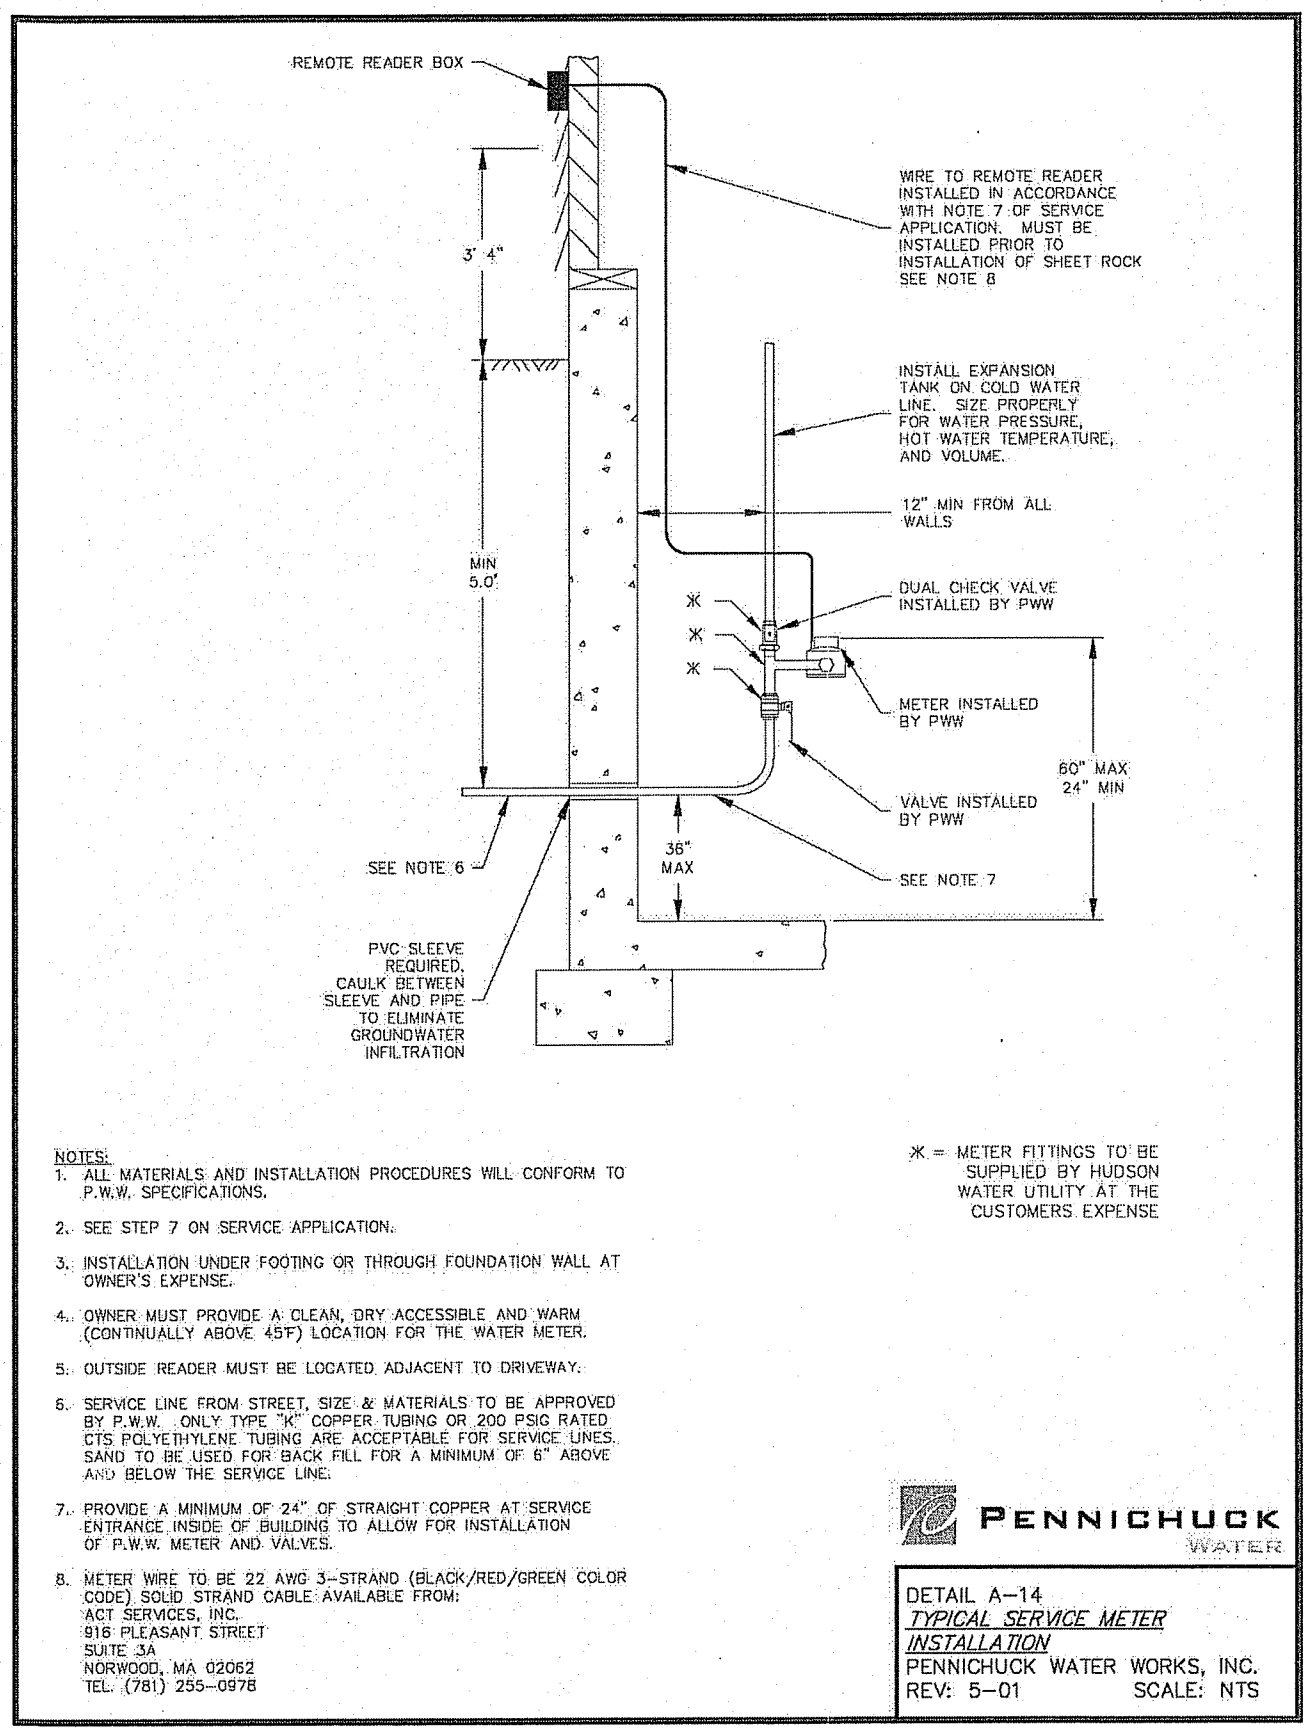 REMOTE READER BOX
WIRE TO REMOTE READER
INSTALLED IN ACCORDANCE
WITH NOTE 7 OF SERVICE
APPLICATION. MUST BE
INSTALLED PRIOR TO
INSTALLATION OF SHEET ROCK
SEE NOTE 8
3' 4"
INSTALL EXPANSION
TANK ON COLD WATER
LINE. SIZE PROPERLY
FOR WATER PRESSURE,
HOT WATER TEMPERATURE,
AND VOLUME.
12" MIN FROM ALL
WALLS
MIN
5.0'
DUAL CHECK VALVE
INSTALLED BY PWW
Ж
Ж
Ж
METER INSTALLED
BY PWW
60" MAX
24" MIN
VALVE INSTALLED
BY PWW
36"
MAX
SEE NOTE 6
SEE NOTE 7
PVC SLEEVE
REQUIRED.
CAULK BETWEEN
SLEEVE AND PIPE
TO ELIMINATE
GROUNDWATER
INFILTRATION
Ж = METER FITTINGS TO BE
SUPPLIED BY HUDSON
WATER UTILITY AT THE
CUSTOMERS EXPENSE
NOTES:
1. ALL MATERIALS AND INSTALLATION PROCEDURES WILL CONFORM TO
P.W.W. SPECIFICATIONS.
2. SEE STEP 7 ON SERVICE APPLICATION.
3. INSTALLATION UNDER FOOTING OR THROUGH FOUNDATION WALL AT
OWNER'S EXPENSE.
4. OWNER MUST PROVIDE A CLEAN, DRY ACCESSIBLE AND WARM
(CONTINUALLY ABOVE 45°F) LOCATION FOR THE WATER METER.
5. OUTSIDE READER MUST BE LOCATED ADJACENT TO DRIVEWAY.
6. SERVICE LINE FROM STREET, SIZE & MATERIALS TO BE APPROVED
BY P.W.W. ONLY TYPE "K" COPPER TUBING OR 200 PSIG RATED
CTS POLYETHYLENE TUBING ARE ACCEPTABLE FOR SERVICE LINES.
SAND TO BE USED FOR BACK FILL FOR A MINIMUM OF 6" ABOVE
AND BELOW THE SERVICE LINE.
7. PROVIDE A MINIMUM OF 24" OF STRAIGHT COPPER AT SERVICE
ENTRANCE INSIDE OF BUILDING TO ALLOW FOR INSTALLATION
OF P.W.W. METER AND VALVES.
8. METER WIRE TO BE 22 AWG 3-STRAND (BLACK/RED/GREEN COLOR
CODE) SOLID STRAND CABLE AVAILABLE FROM:
ACT SERVICES, INC.
916 PLEASANT STREET
SUITE 3A
NORWOOD, MA 02062
TEL. (781) 255-0978
PENNICHUCK
WATER
DETAIL A-14
TYPICAL SERVICE METER
INSTALLATION
PENNICHUCK WATER WORKS, INC.
REV: 5-01 SCALE: NTS